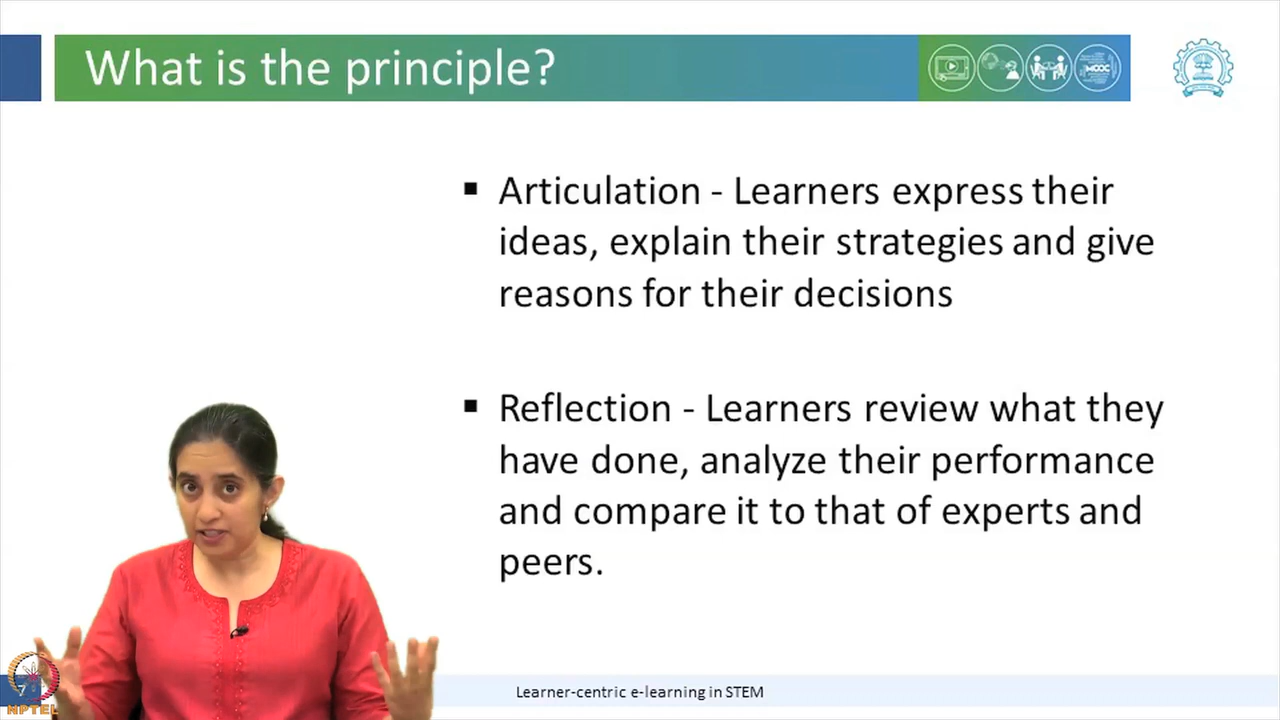 What is the principle?
MOOC
▪ Articulation - Learners express their
ideas, explain their strategies and give
reasons for their decisions
▪ Reflection - Learners review what they
have done, analyze their performance
and compare it to that of experts and
peers.
7
NPTEL
Learner-centric e-learning in STEM